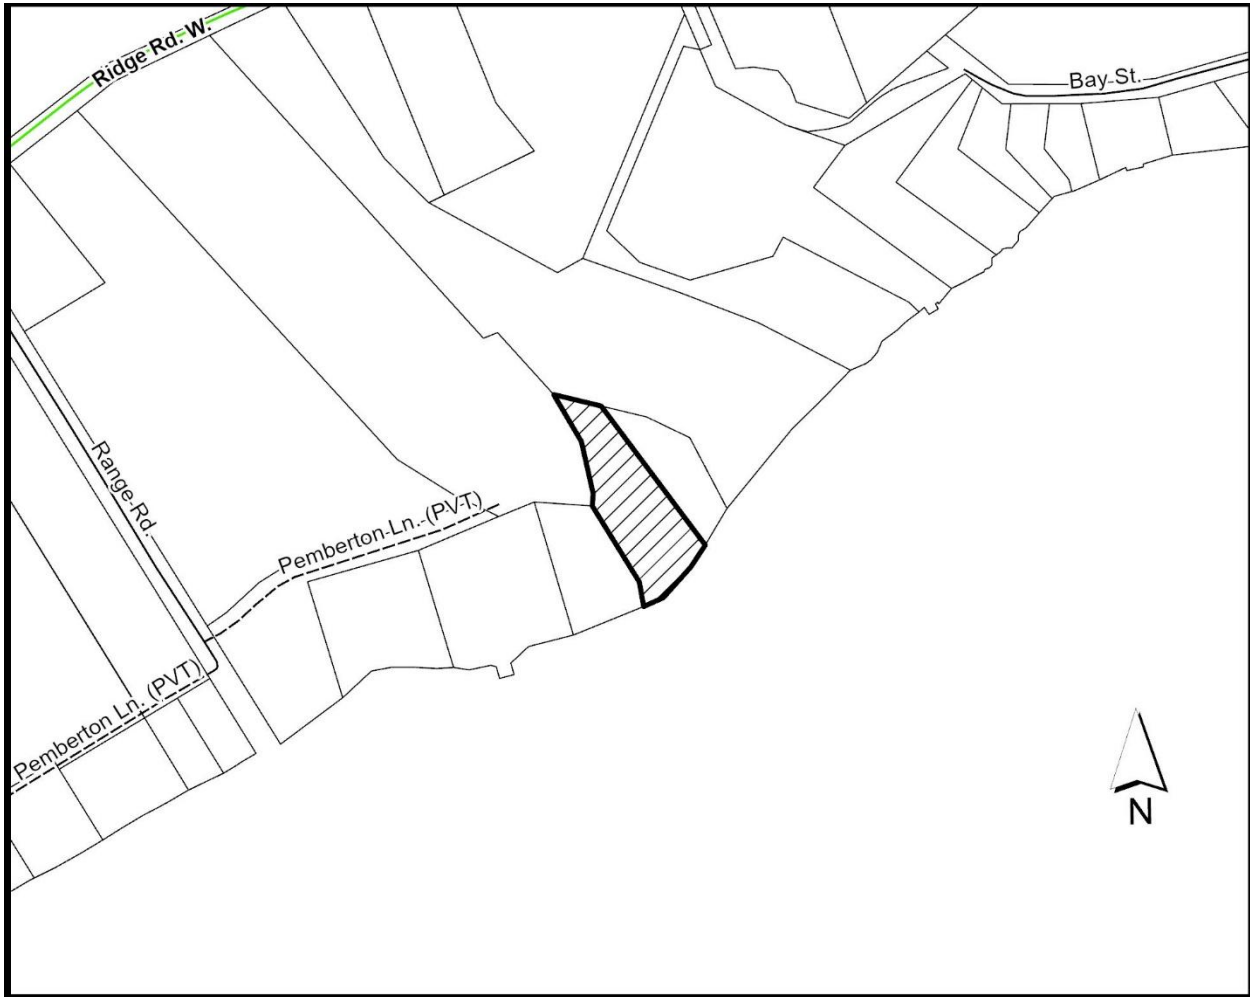 Ridge Rd. W.
Bay St.
Range Rd.
Pemberton Ln. (PVT.)
Pemberton Ln. (PVT)
N